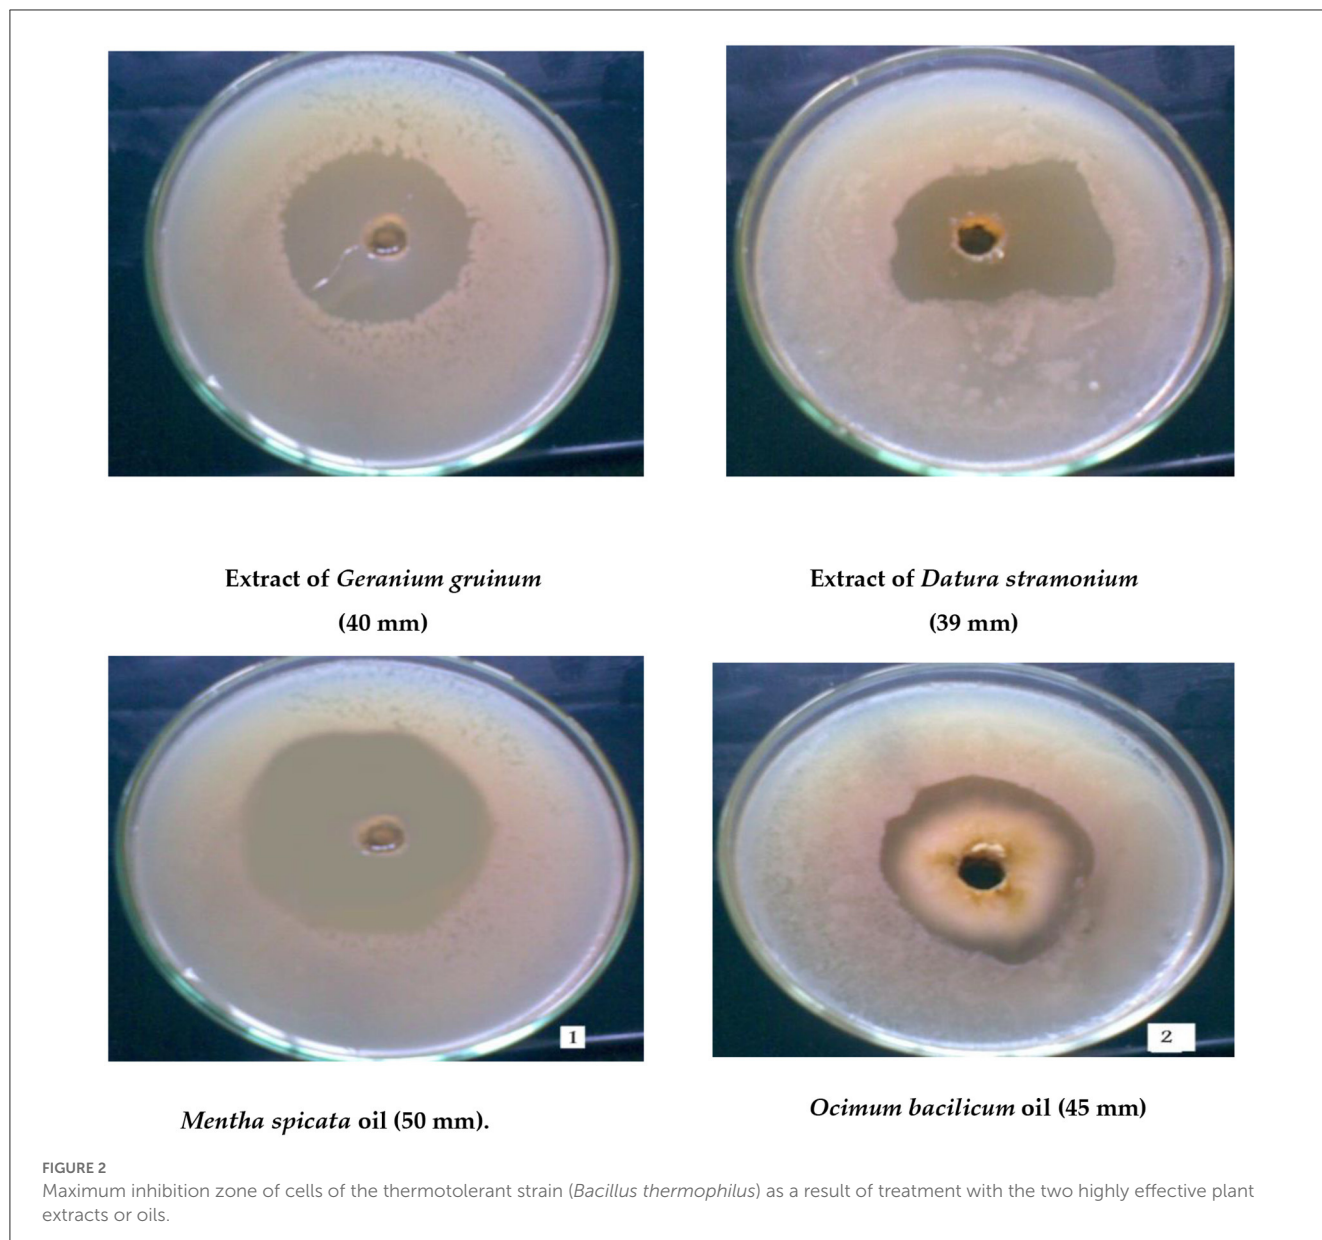 Extract of Geranium gruinum
(40 mm)
Extract of Datura stramonium
(39 mm)
1
2
Mentha spicata oil (50 mm).
Ocimum bacilicum oil (45 mm)
FIGURE 2
Maximum inhibition zone of cells of the thermotolerant strain (Bacillus thermophilus) as a result of treatment with the two highly effective plant
extracts or oils.